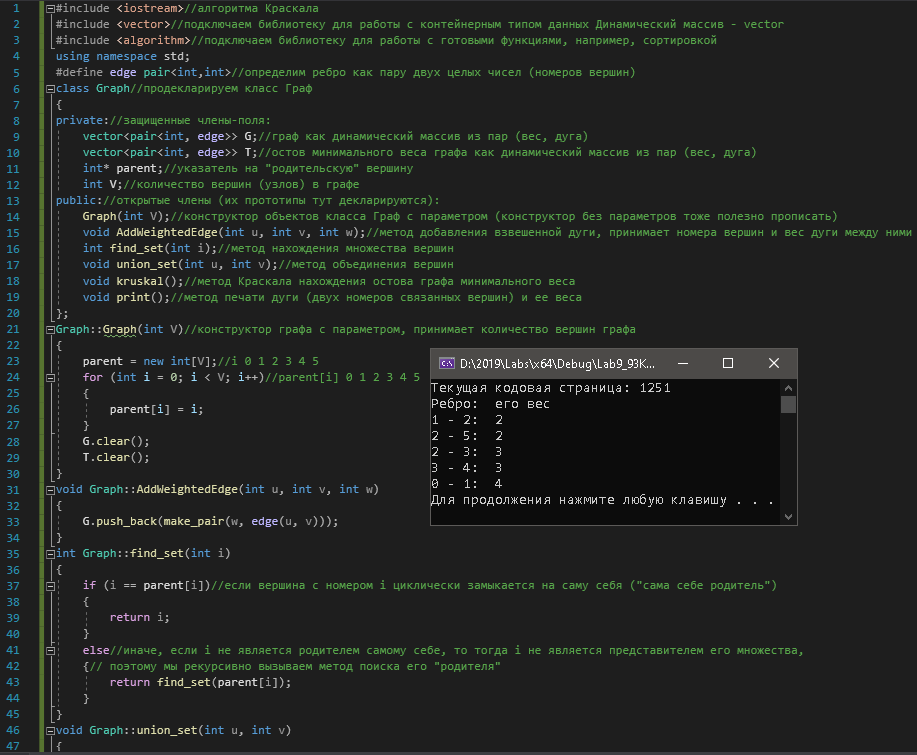 1 #include <iostream>//алгоритм Краскала
2 #include <vector>//подключаем библиотеку для работы с контейнерным типом данных Динамический массив - vector
3 #include <algorithm>//подключаем библиотеку для работы с готовыми функциями, например, сортировкой
4 using namespace std;
5 #define edge pair<int,int>//определим ребро как пару двух целых чисел (номеров вершин)
6 class Graph//продекларируем класс Граф
7 {
8 private://защищенные члены-поля:
9 vector<pair<int, edge>> G;//граф как динамический массив из пар (вес, дуга)
10 vector<pair<int, edge>> T;//остов минимального веса графа как динамический массив из пар (вес, дуга)
11 int* parent;//указатель на "родительскую" вершину
12 int V;//количество вершин (узлов) в графе
13 public://открытые члены (их прототипы тут декларируются):
14 Graph(int V);//конструктор объектов класса Граф с параметром (конструктор без параметров тоже полезно прописать)
15 void AddWeightedEdge(int u, int v, int w);//метод добавления взвешенной дуги, принимает номера вершин и вес дуги между ними
16 int find_set(int i);//метод нахождения множества вершин
17 void union_set(int u, int v);//метод объединения вершин
18 void kruskal();//метод Краскала нахождения остова графа минимального веса
19 void print();//метод печати дуги (двух номеров связанных вершин) и ее веса
20 };
21 Graph::Graph(int V)//конструктор графа с параметром, принимает количество вершин графа
22 {
23 parent = new int[V];//i 0 1 2 3 4 5
24 for (int i = 0; i < V; i++)//parent[i] 0 1 2 3 4 5
25 {
26 parent[i] = i;
27 }
28 G.clear();
29 T.clear();
30 }
31 void Graph::AddWeightedEdge(int u, int v, int w)
32 {
33 G.push_back(make_pair(w, edge(u, v)));
34 }
35 int Graph::find_set(int i)
36 {
37 if (i == parent[i])//если вершина с номером i циклически замыкается на саму себя ("сама себе родитель")
38 {
39 return i;
40 }
41 else//иначе, если i не является родителем самому себе, то тогда i не является представителем его множества,
42 {// поэтому мы рекурсивно вызываем метод поиска его "родителя"
43 return find_set(parent[i]);
44 }
45 }
46 void Graph::union_set(int u, int v)
47 {
D:\2019\Labs\x64\Debug\Lab9_93K...
Текущая кодовая страница: 1251
Ребро: его вес
1 - 2: 2
2 - 5: 2
2 - 3: 3
3 - 4: 3
0 - 1: 4
Для продолжения нажмите любую клавишу . . .